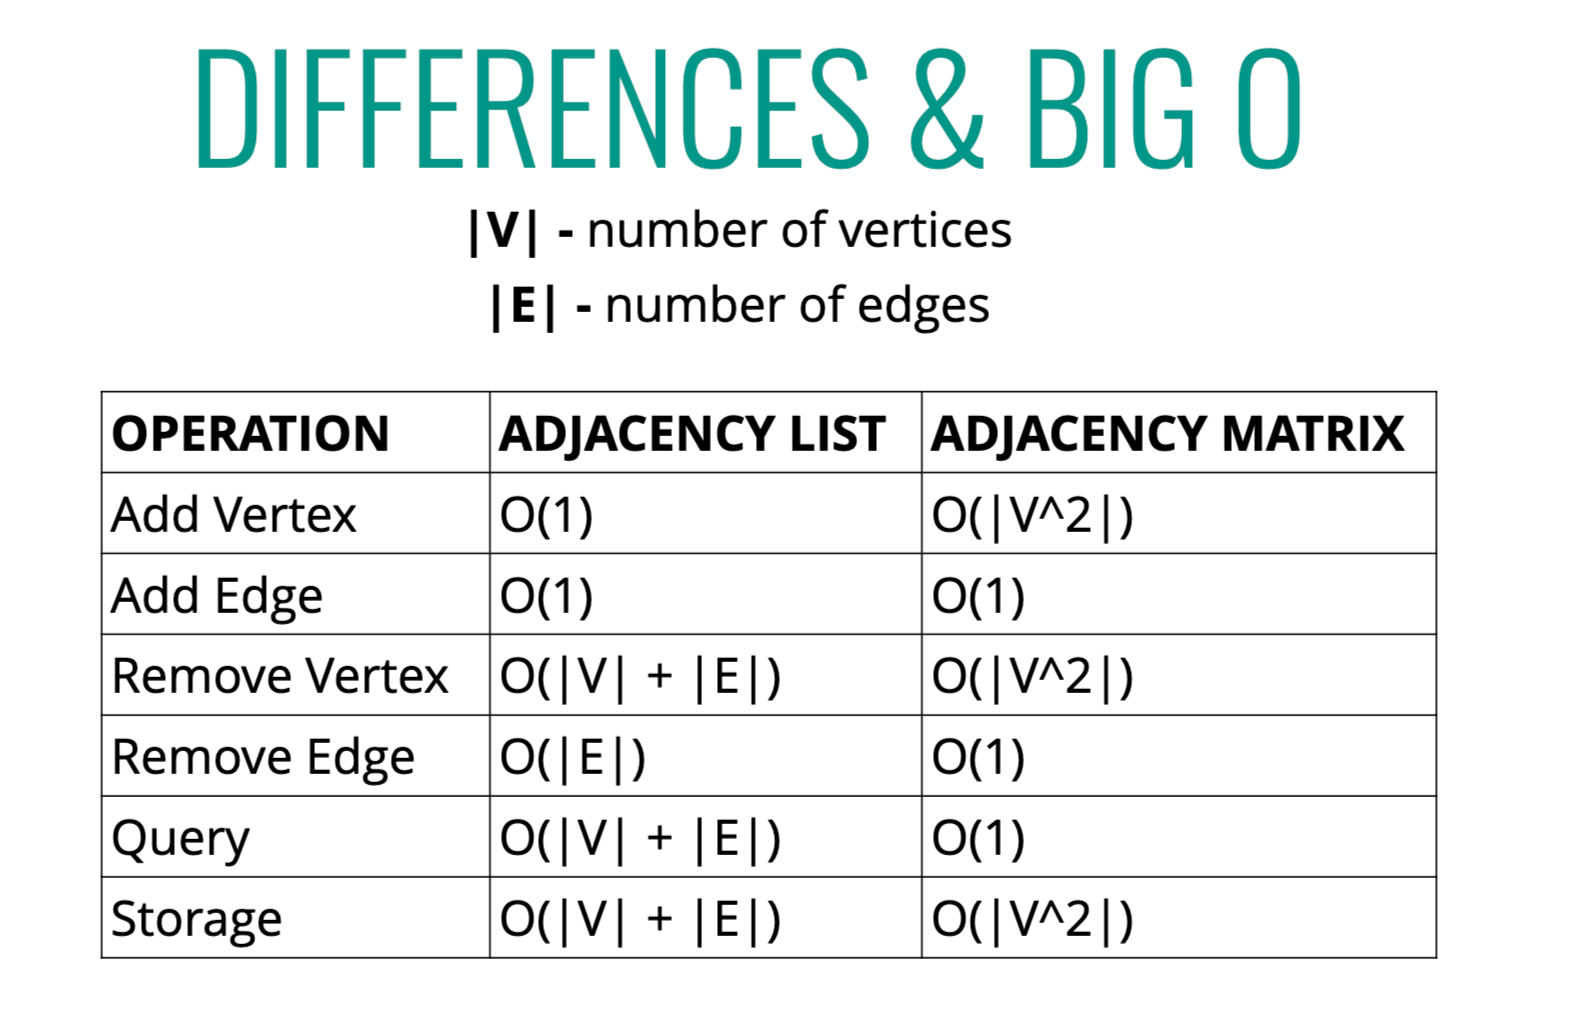 DIFFERENCES & BIG O
|V| - number of vertices
|E| - number of edges
OPERATION ADJACENCY LIST ADJACENCY MATRIX
Add Vertex O(1) O(|V^2|)
Add Edge O(1) O(1)
Remove Vertex O(|V| + |E|) O(|V^2|)
Remove Edge O(|E|) O(1)
Query O(|V| + |E|) O(1)
Storage O(|V| + |E|) O(|V^2|)